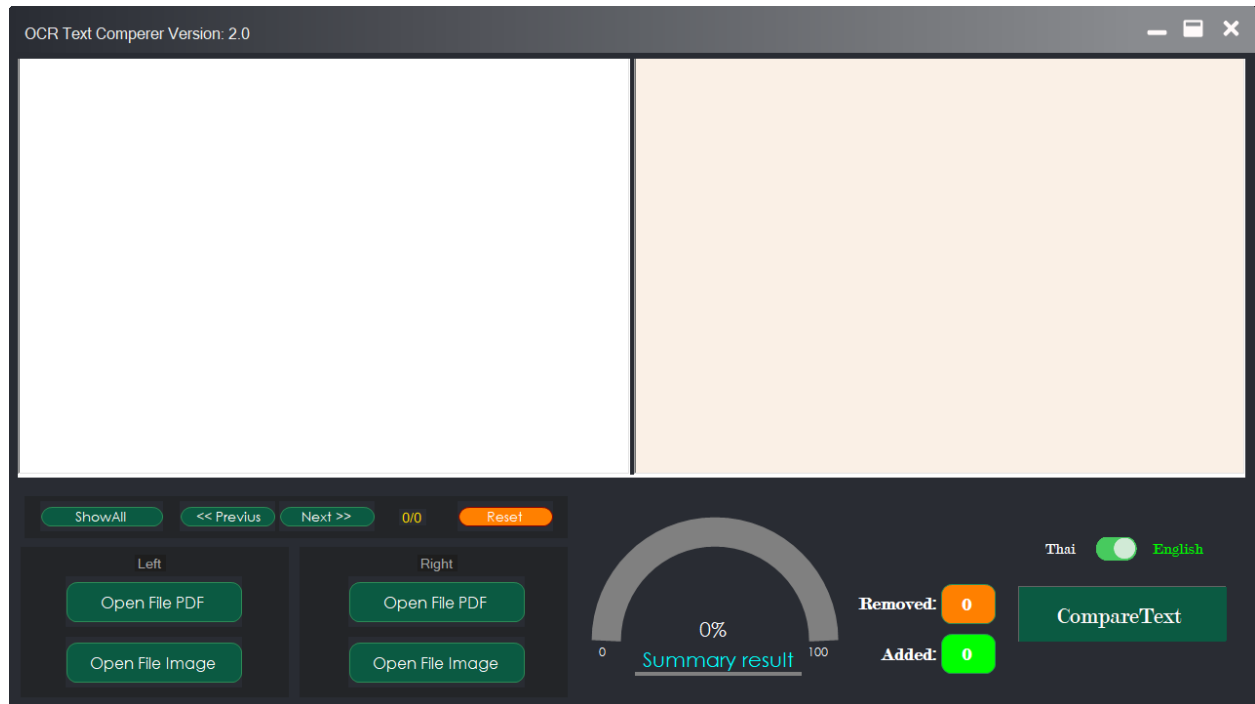 OCR Text Comperer Version: 2.0
ShowAll << Previus Next >> 0/0 Reset
Left Right
Open File PDF Open File PDF
Open File Image Open File Image
0%
0 100
Summary result
Removed: 0
Added: 0
Thai English
CompareText